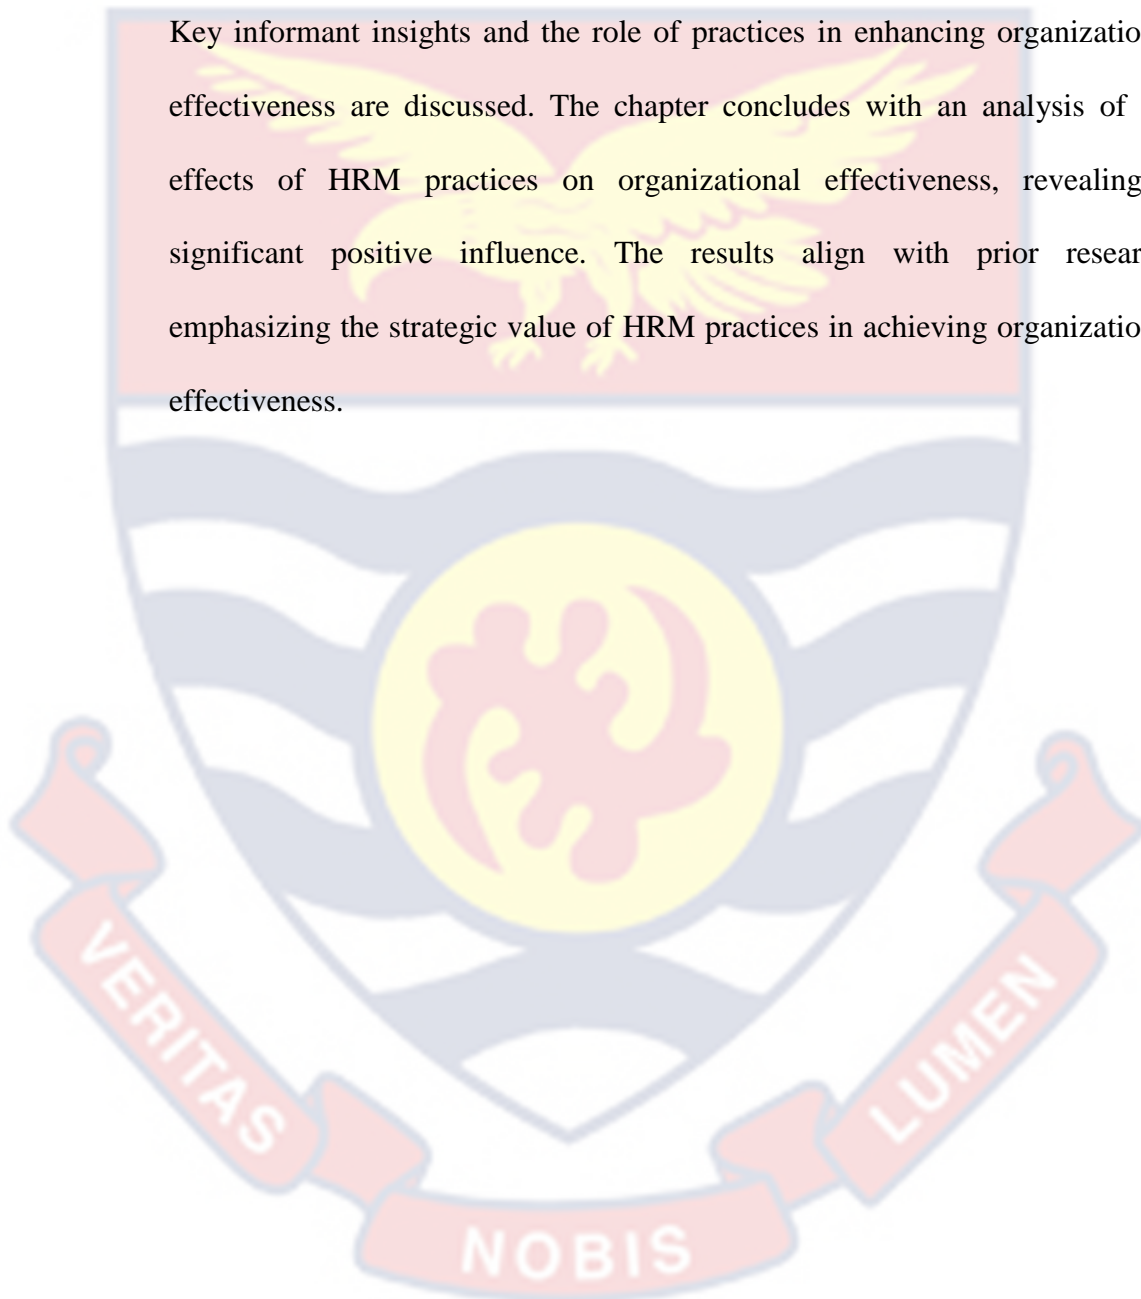 Key informant insights and the role of practices in enhancing organizatio
effectiveness are discussed. The chapter concludes with an analysis of
effects of HRM practices on organizational effectiveness, revealing
significant positive influence. The results align with prior resear
emphasizing the strategic value of HRM practices in achieving organizatio
effectiveness.
VERITAS
NOBIS
LUMEN